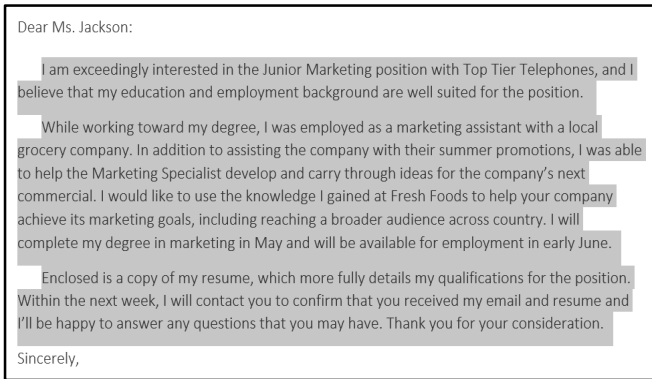 Dear Ms. Jackson:
I am exceedingly interested in the Junior Marketing position with Top Tier Telephones, and I
believe that my education and employment background are well suited for the position.
While working toward my degree, I was employed as a marketing assistant with a local
grocery company. In addition to assisting the company with their summer promotions, I was able
to help the Marketing Specialist develop and carry through ideas for the company’s next
commercial. I would like to use the knowledge I gained at Fresh Foods to help your company
achieve its marketing goals, including reaching a broader audience across country. I will
complete my degree in marketing in May and will be available for employment in early June.
Enclosed is a copy of my resume, which more fully details my qualifications for the position.
Within the next week, I will contact you to confirm that you received my email and resume and
I’ll be happy to answer any questions that you may have. Thank you for your consideration.
Sincerely,